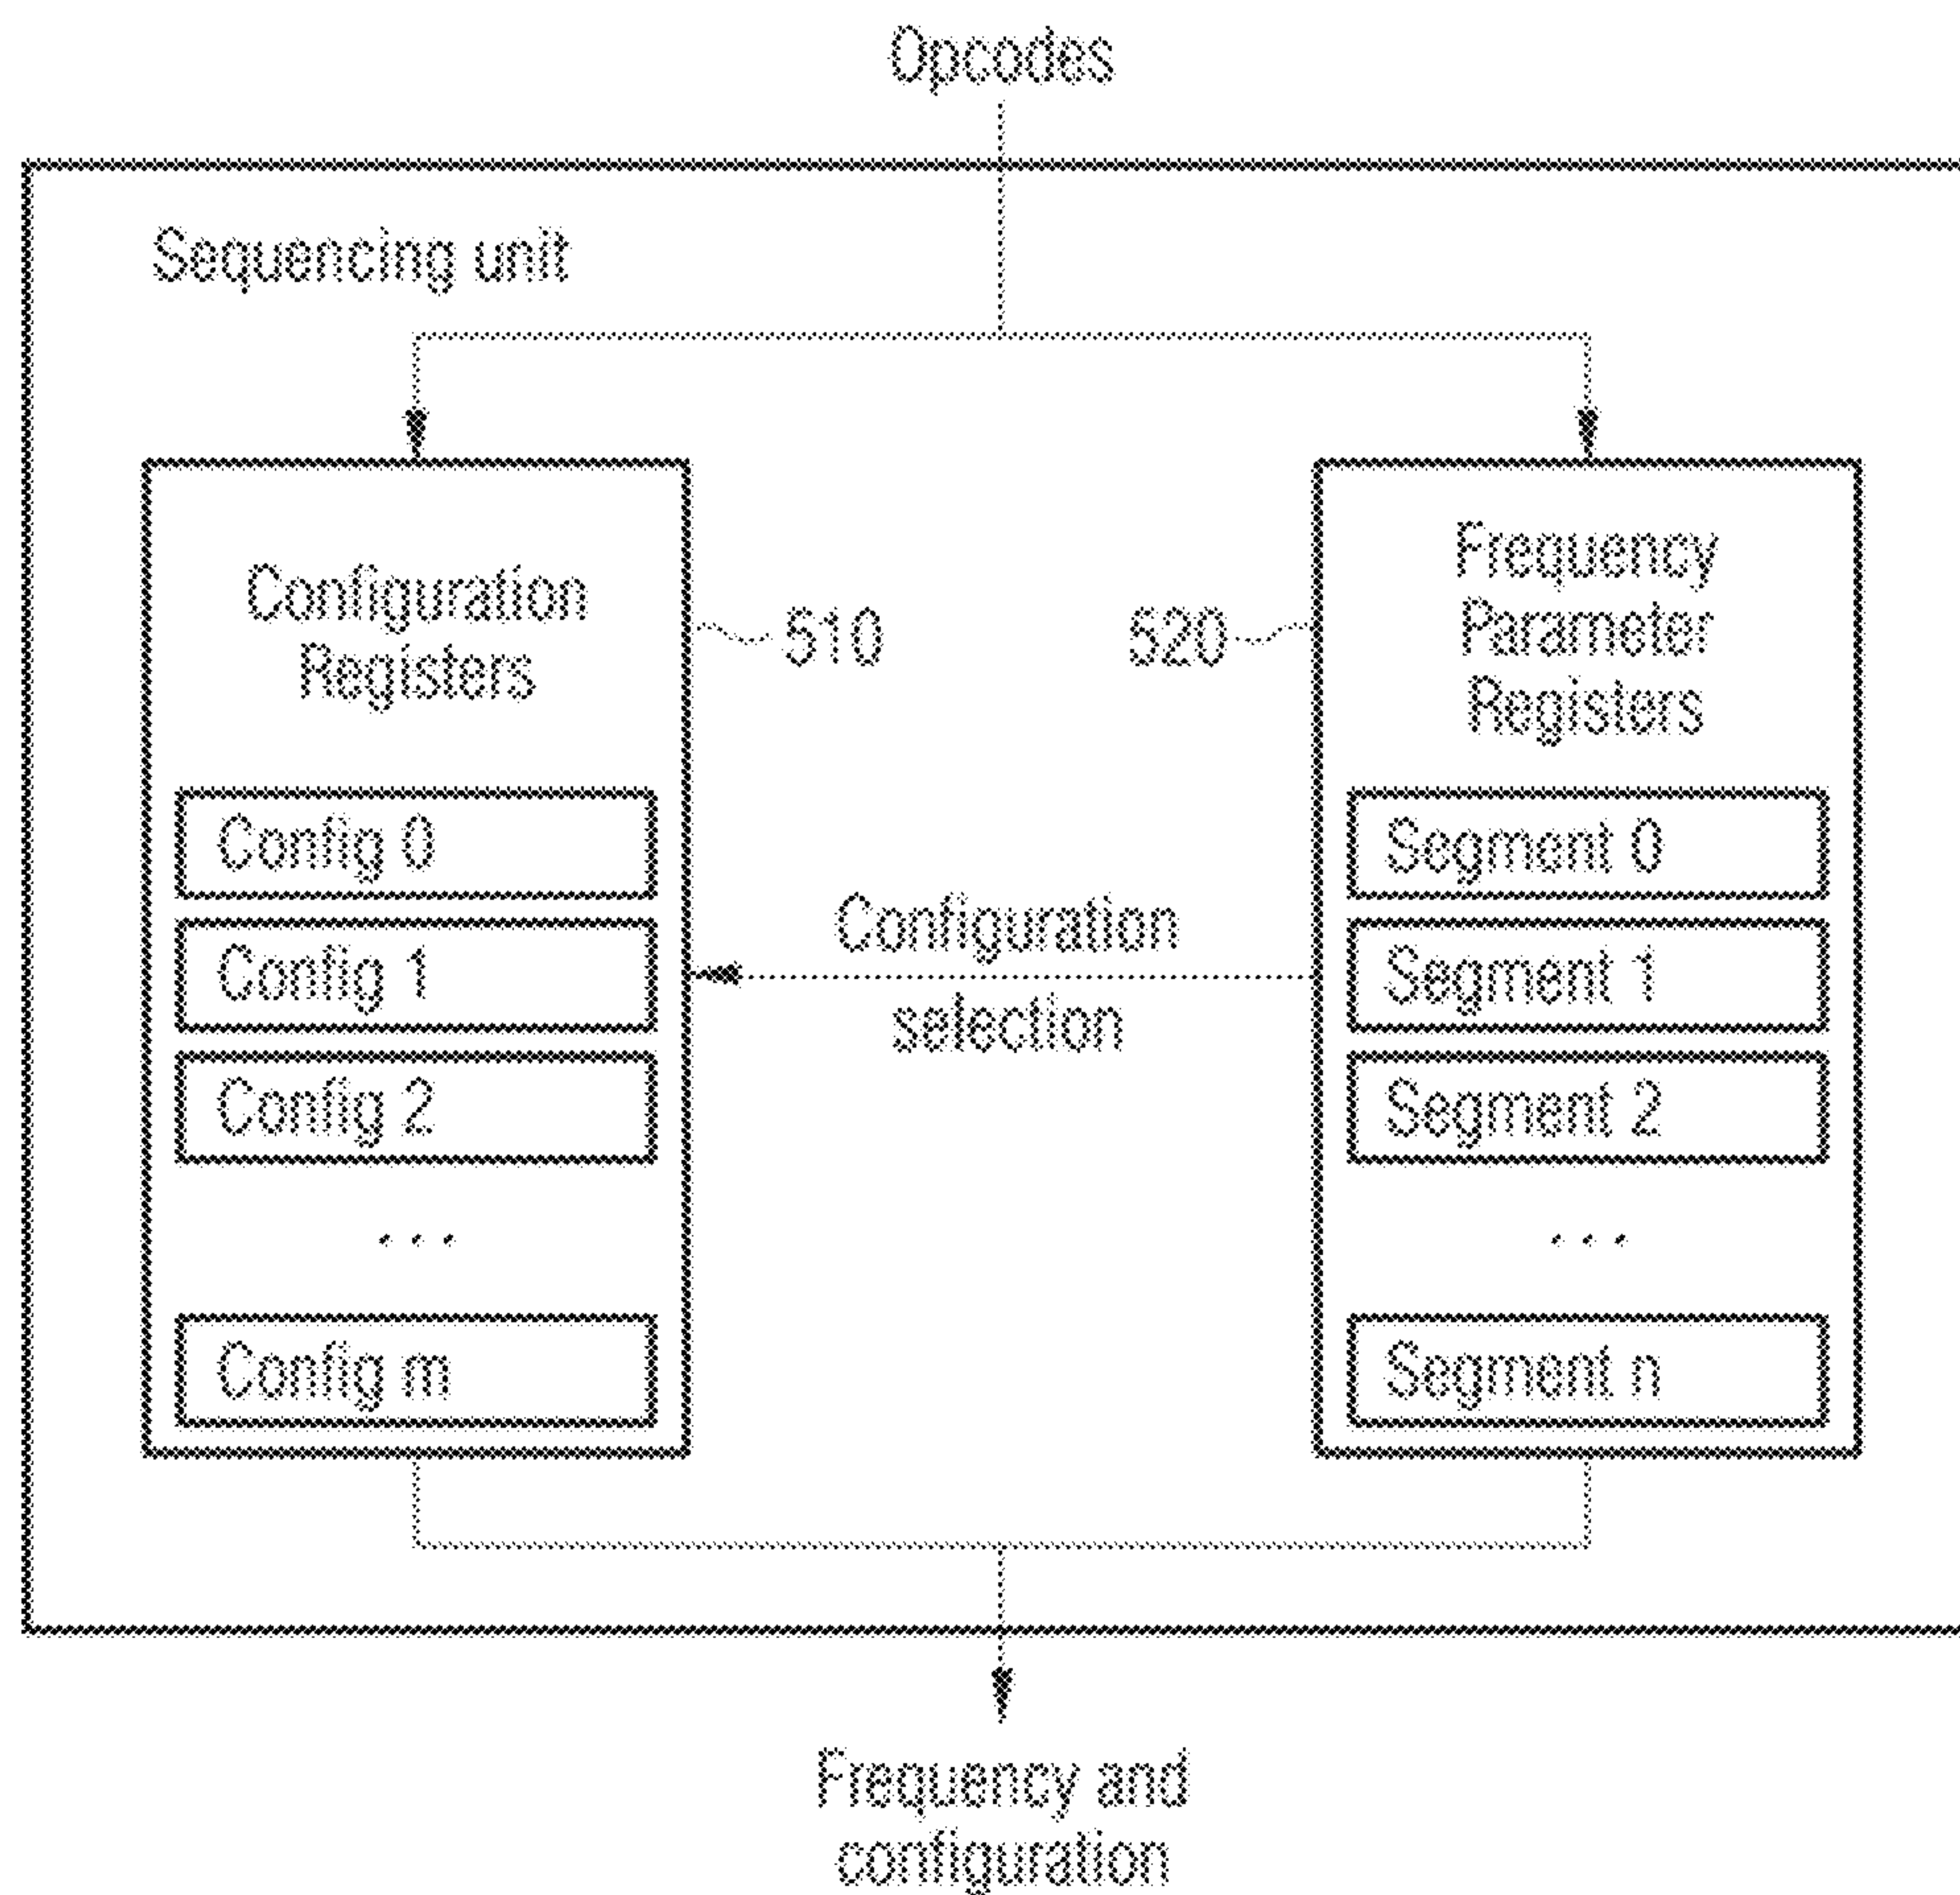 Opcodes
Sequencing unit
Configuration
Registers
510
520
Frequency
Parameter
Registers
Config 0
Config 1
Config 2
...
Config m
Configuration
selection
Segment 0
Segment 1
Segment 2
...
Segment n
Frequency and
configuration